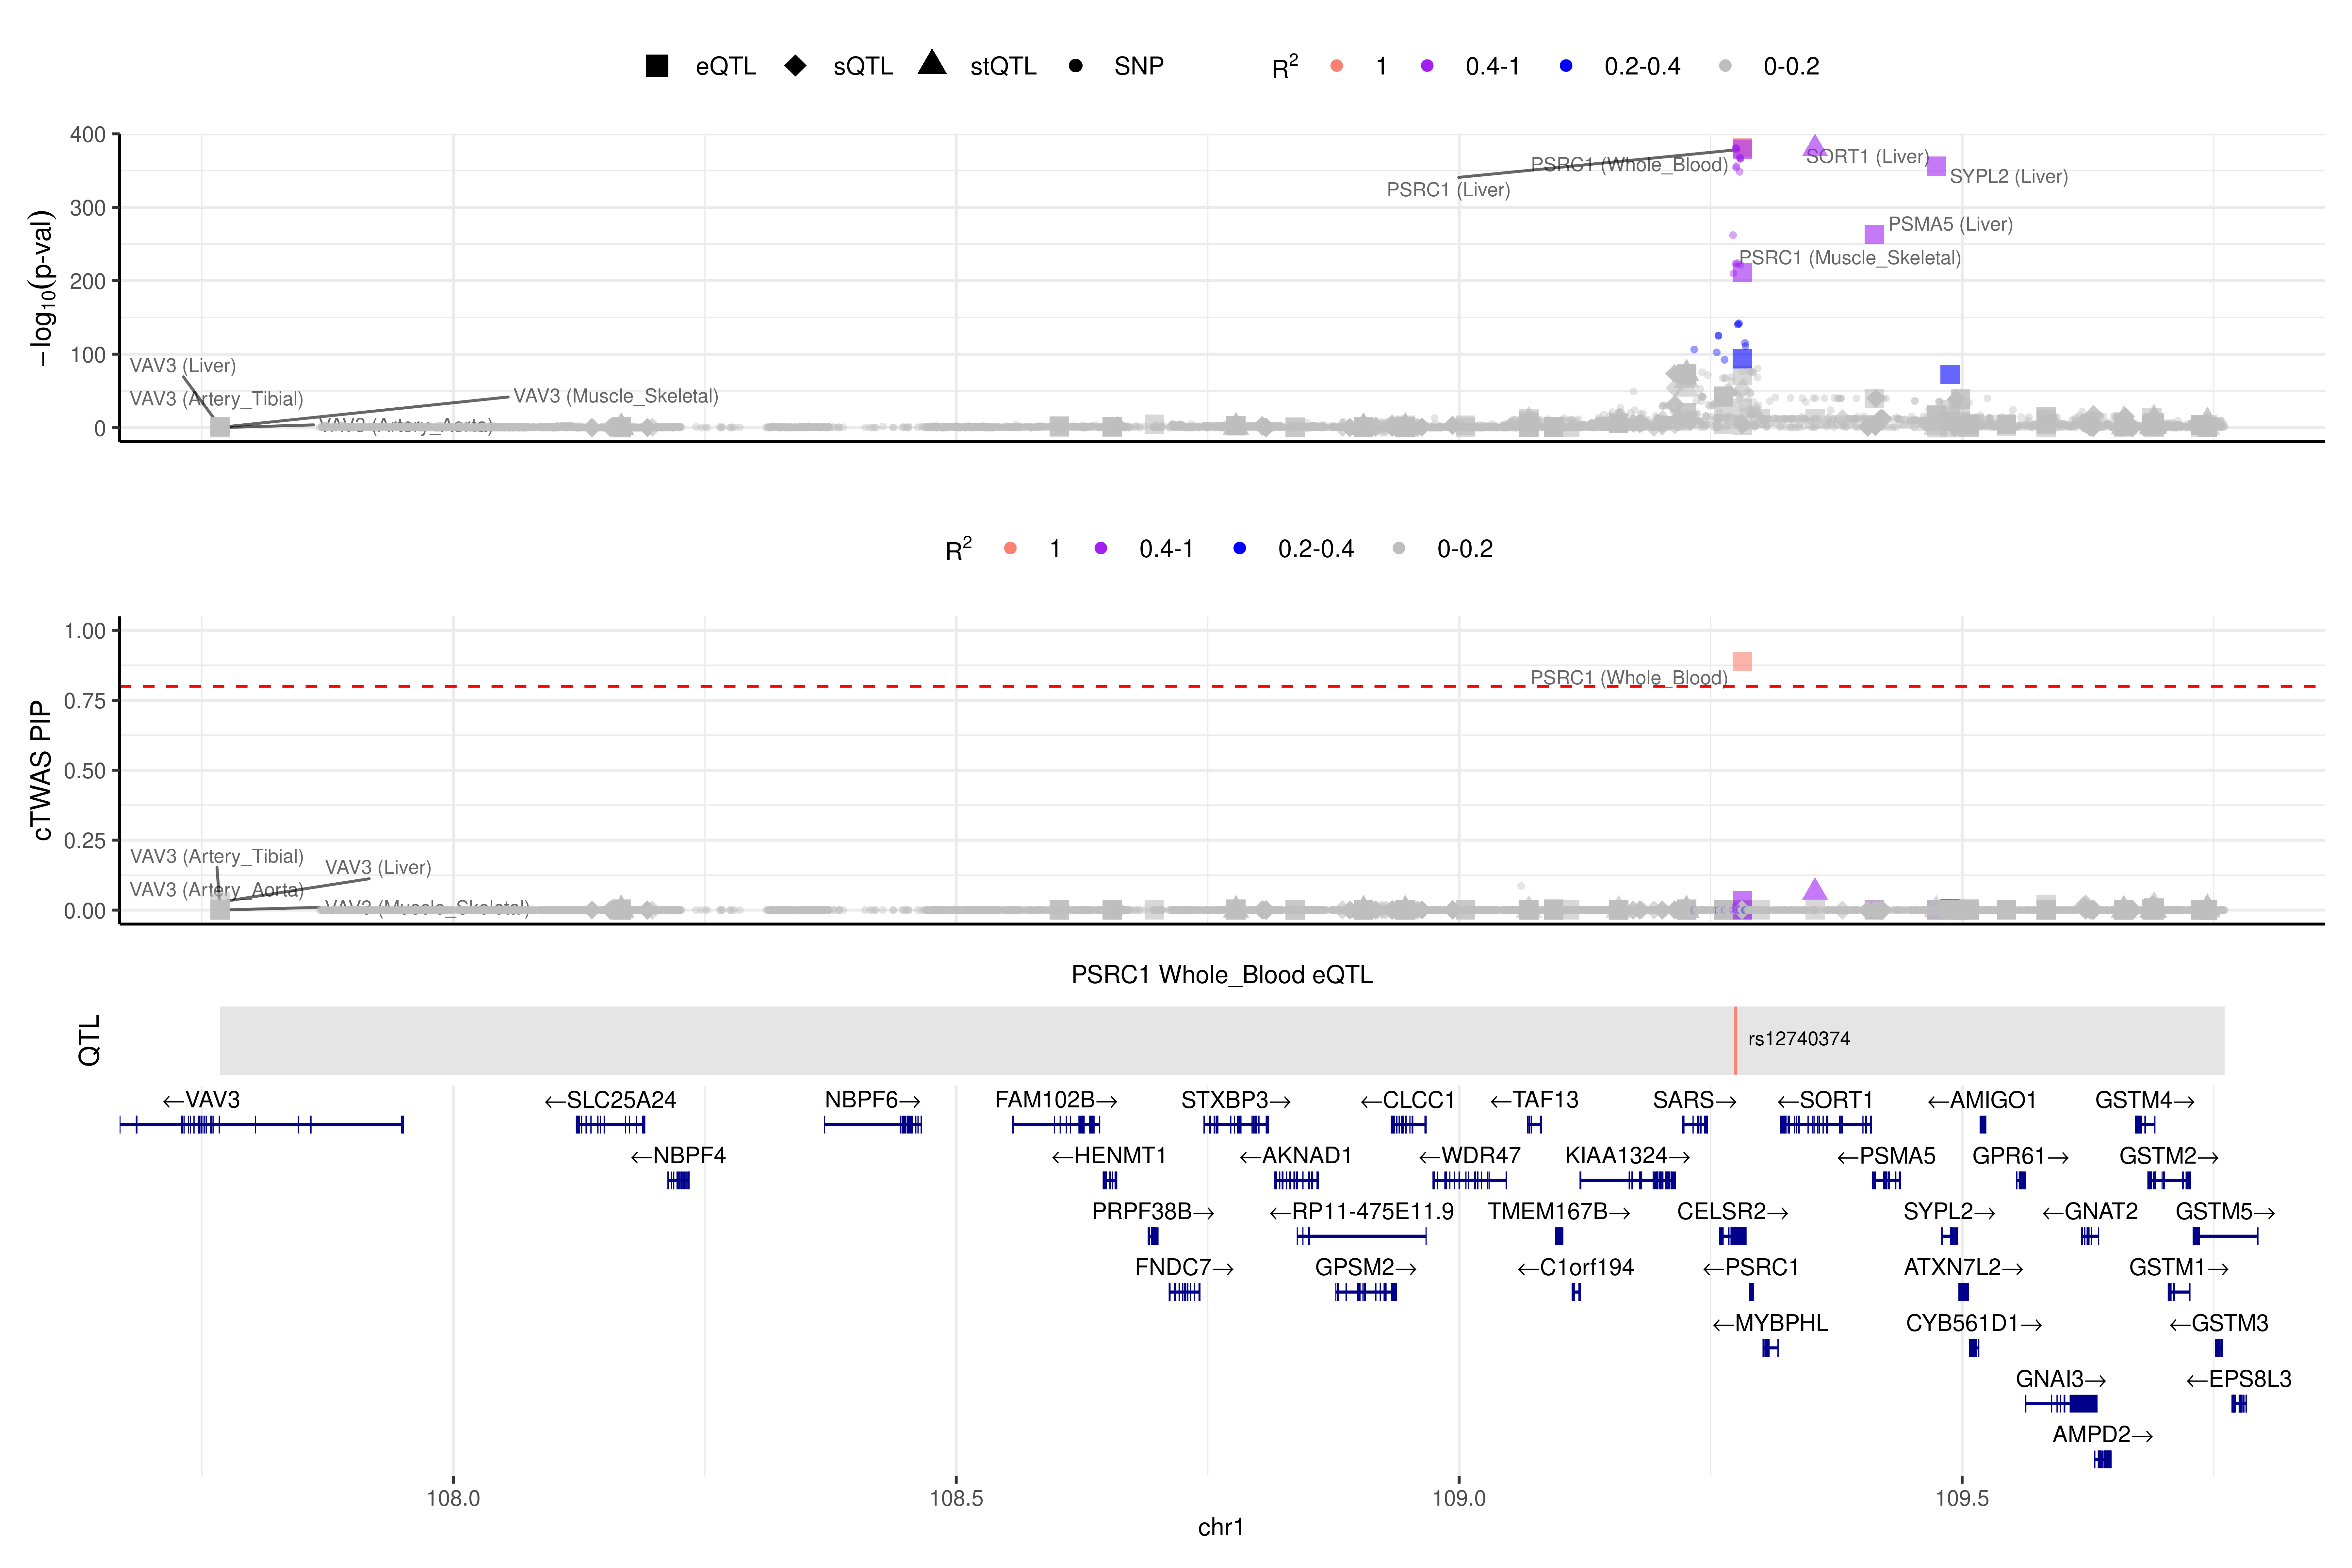 eQTL sQTL stQTL SNP R2 1 0.4-1 0.2-0.4 0-0.2
400
300
200
100
0
−log10(p-val)
PSRC1 (Whole_Blood)
SORT1 (Liver)
PSRC1 (Liver)
SYPL2 (Liver)
PSMA5 (Liver)
PSRC1 (Muscle_Skeletal)
VAV3 (Liver)
VAV3 (Artery_Tibial)
VAV3 (Muscle_Skeletal)
VAV3 (Artery_Aorta)
R2 1 0.4-1 0.2-0.4 0-0.2
1.00
0.75
0.50
0.25
0.00
cTWAS PIP
PSRC1 (Whole_Blood)
VAV3 (Artery_Tibial)
VAV3 (Liver)
VAV3 (Artery_Aorta)
VAV3 (Muscle_Skeletal)
PSRC1 Whole_Blood eQTL
QTL
rs12740374
←VAV3 ←SLC25A24 NBPF6→ FAM102B→ STXBP3→ ←CLCC1 ←TAF13 SARS→ ←SORT1 ←AMIGO1 GSTM4→
←NBPF4 ←HENMT1 ←AKNAD1 ←WDR47 KIAA1324→ ←PSMA5 GPR61→ GSTM2→
PRPF38B→ ←RP11-475E11.9 TMEM167B→ CELSR2→ SYPL2→ ←GNAT2 GSTM5→
FNDC7→ GPSM2→ ←C1orf194 ←PSRC1 ATXN7L2→ GSTM1→
←MYBPHL CYB561D1→ ←GSTM3
GNAI3→ ←EPS8L3
AMPD2→
108.0 108.5 109.0 109.5
chr1